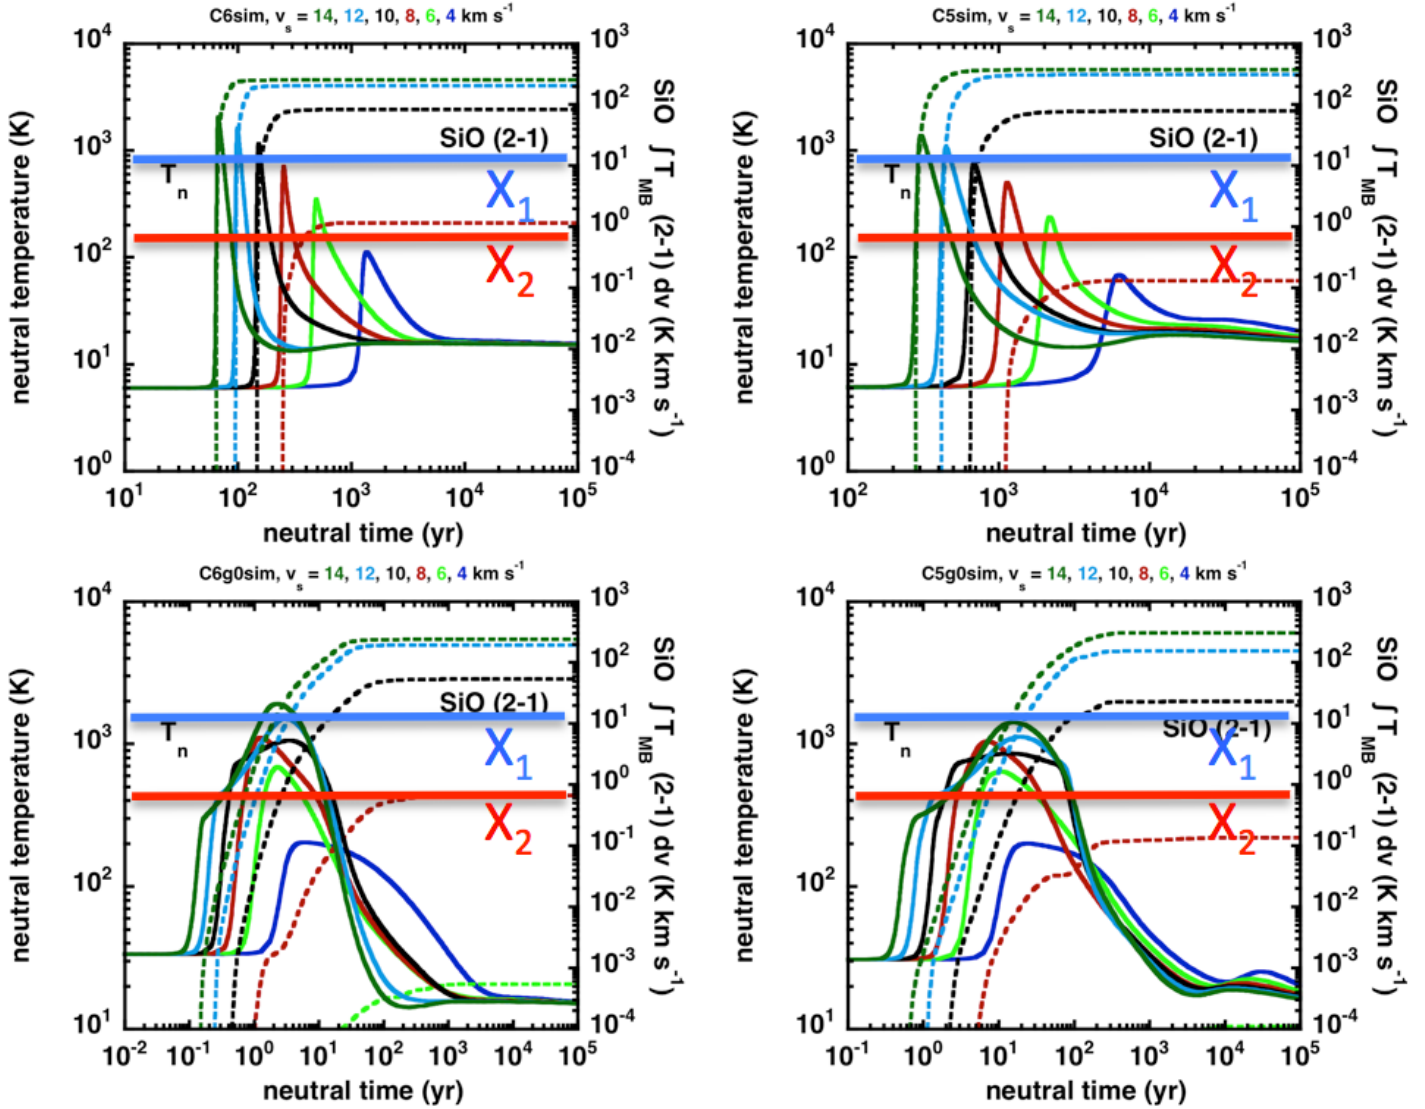 C6sim, v_s = 14, 12, 10, 8, 6, 4 km s^-1
10^4
10^3
10^2
10^1
10^0
neutral temperature (K)
10^1 10^2 10^3 10^4 10^5
neutral time (yr)
10^3
10^2
10^1
10^0
10^-1
10^-2
10^-3
10^-4
SiO ∫T_MB (2-1) dv (K km s^-1)
SiO (2-1)
T_n
X_1
X_2
C5sim, v_s = 14, 12, 10, 8, 6, 4 km s^-1
10^4
10^3
10^2
10^1
10^0
neutral temperature (K)
10^2 10^3 10^4 10^5
neutral time (yr)
10^3
10^2
10^1
10^0
10^-1
10^-2
10^-3
10^-4
SiO ∫T_MB (2-1) dv (K km s^-1)
SiO (2-1)
T_n
X_1
X_2
C6g0sim, v_s = 14, 12, 10, 8, 6, 4 km s^-1
10^4
10^3
10^2
10^1
neutral temperature (K)
10^-2 10^-1 10^0 10^1 10^2 10^3 10^4 10^5
neutral time (yr)
10^3
10^2
10^1
10^0
10^-1
10^-2
10^-3
10^-4
SiO ∫T_MB (2-1) dv (K km s^-1)
SiO (2-1)
T_n
X_1
X_2
C5g0sim, v_s = 14, 12, 10, 8, 6, 4 km s^-1
10^4
10^3
10^2
10^1
neutral temperature (K)
10^-1 10^0 10^1 10^2 10^3 10^4 10^5
neutral time (yr)
10^3
10^2
10^1
10^0
10^-1
10^-2
10^-3
10^-4
SiO ∫T_MB (2-1) dv (K km s^-1)
SiO (2-1)
T_n
X_1
X_2